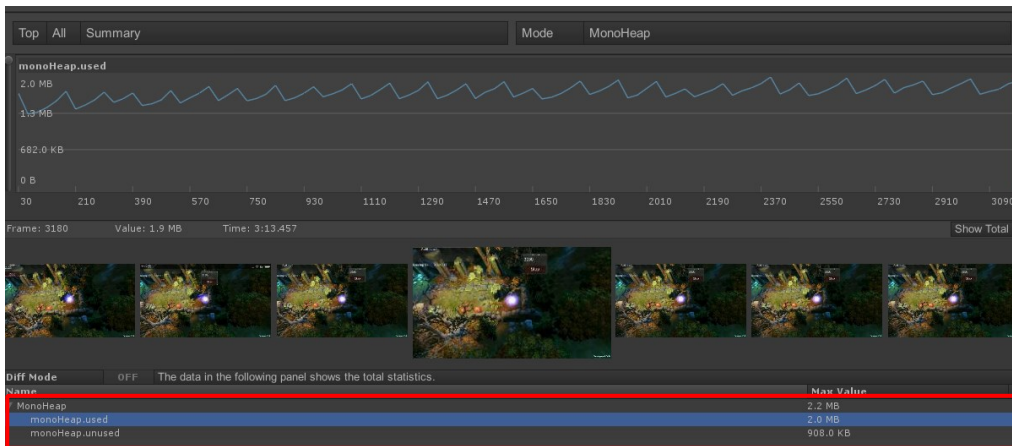 Top All Summary Mode MonoHeap
monoHeap.used
2.0 MB
1.3 MB
682.0 KB
0 B
30 210 390 570 750 930 1110 1290 1470 1650 1830 2010 2190 2370 2550 2730 2910 3090
Frame: 3180 Value: 1.9 MB Time: 3:13.457 Show Total
Diff Mode OFF The data in the following panel shows the total statistics.
Name Max Value
MonoHeap 2.2 MB
monoHeap.used 2.0 MB
monoHeap.unused 908.0 KB